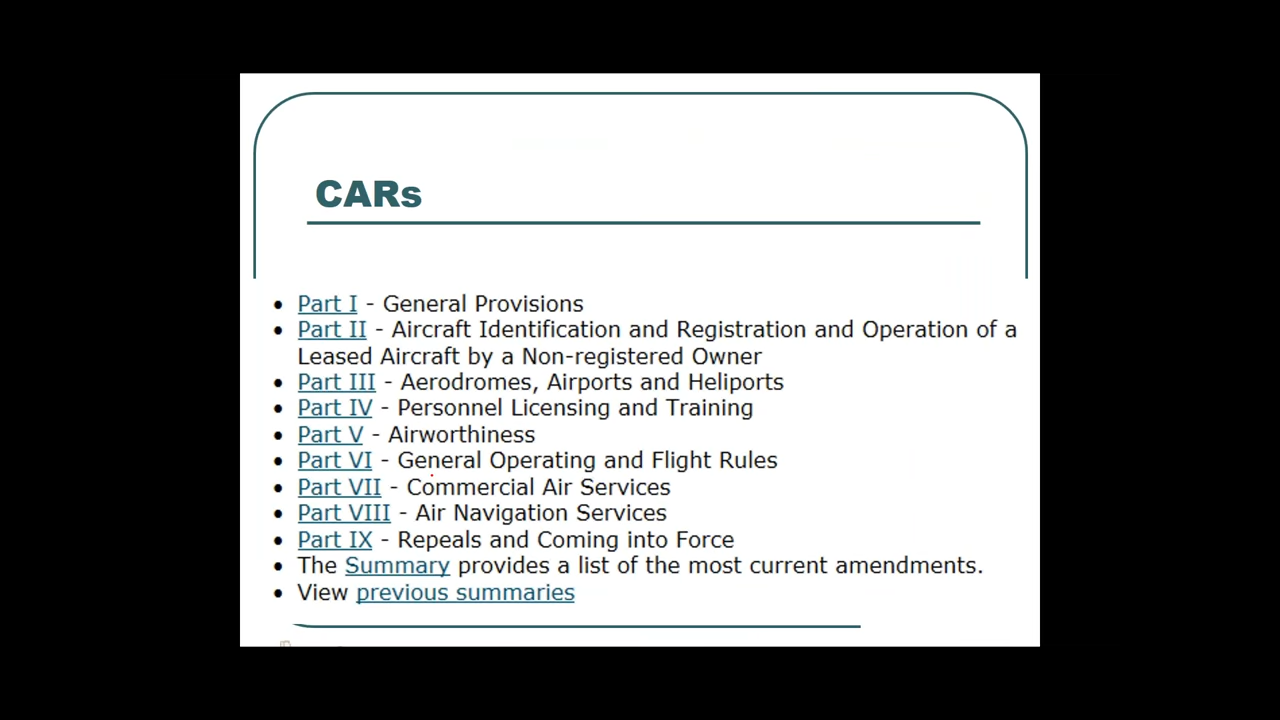 CARs
• Part I - General Provisions
• Part II - Aircraft Identification and Registration and Operation of a
Leased Aircraft by a Non-registered Owner
• Part III - Aerodromes, Airports and Heliports
• Part IV - Personnel Licensing and Training
• Part V - Airworthiness
• Part VI - General Operating and Flight Rules
• Part VII - Commercial Air Services
• Part VIII - Air Navigation Services
• Part IX - Repeals and Coming into Force
• The Summary provides a list of the most current amendments.
• View previous summaries